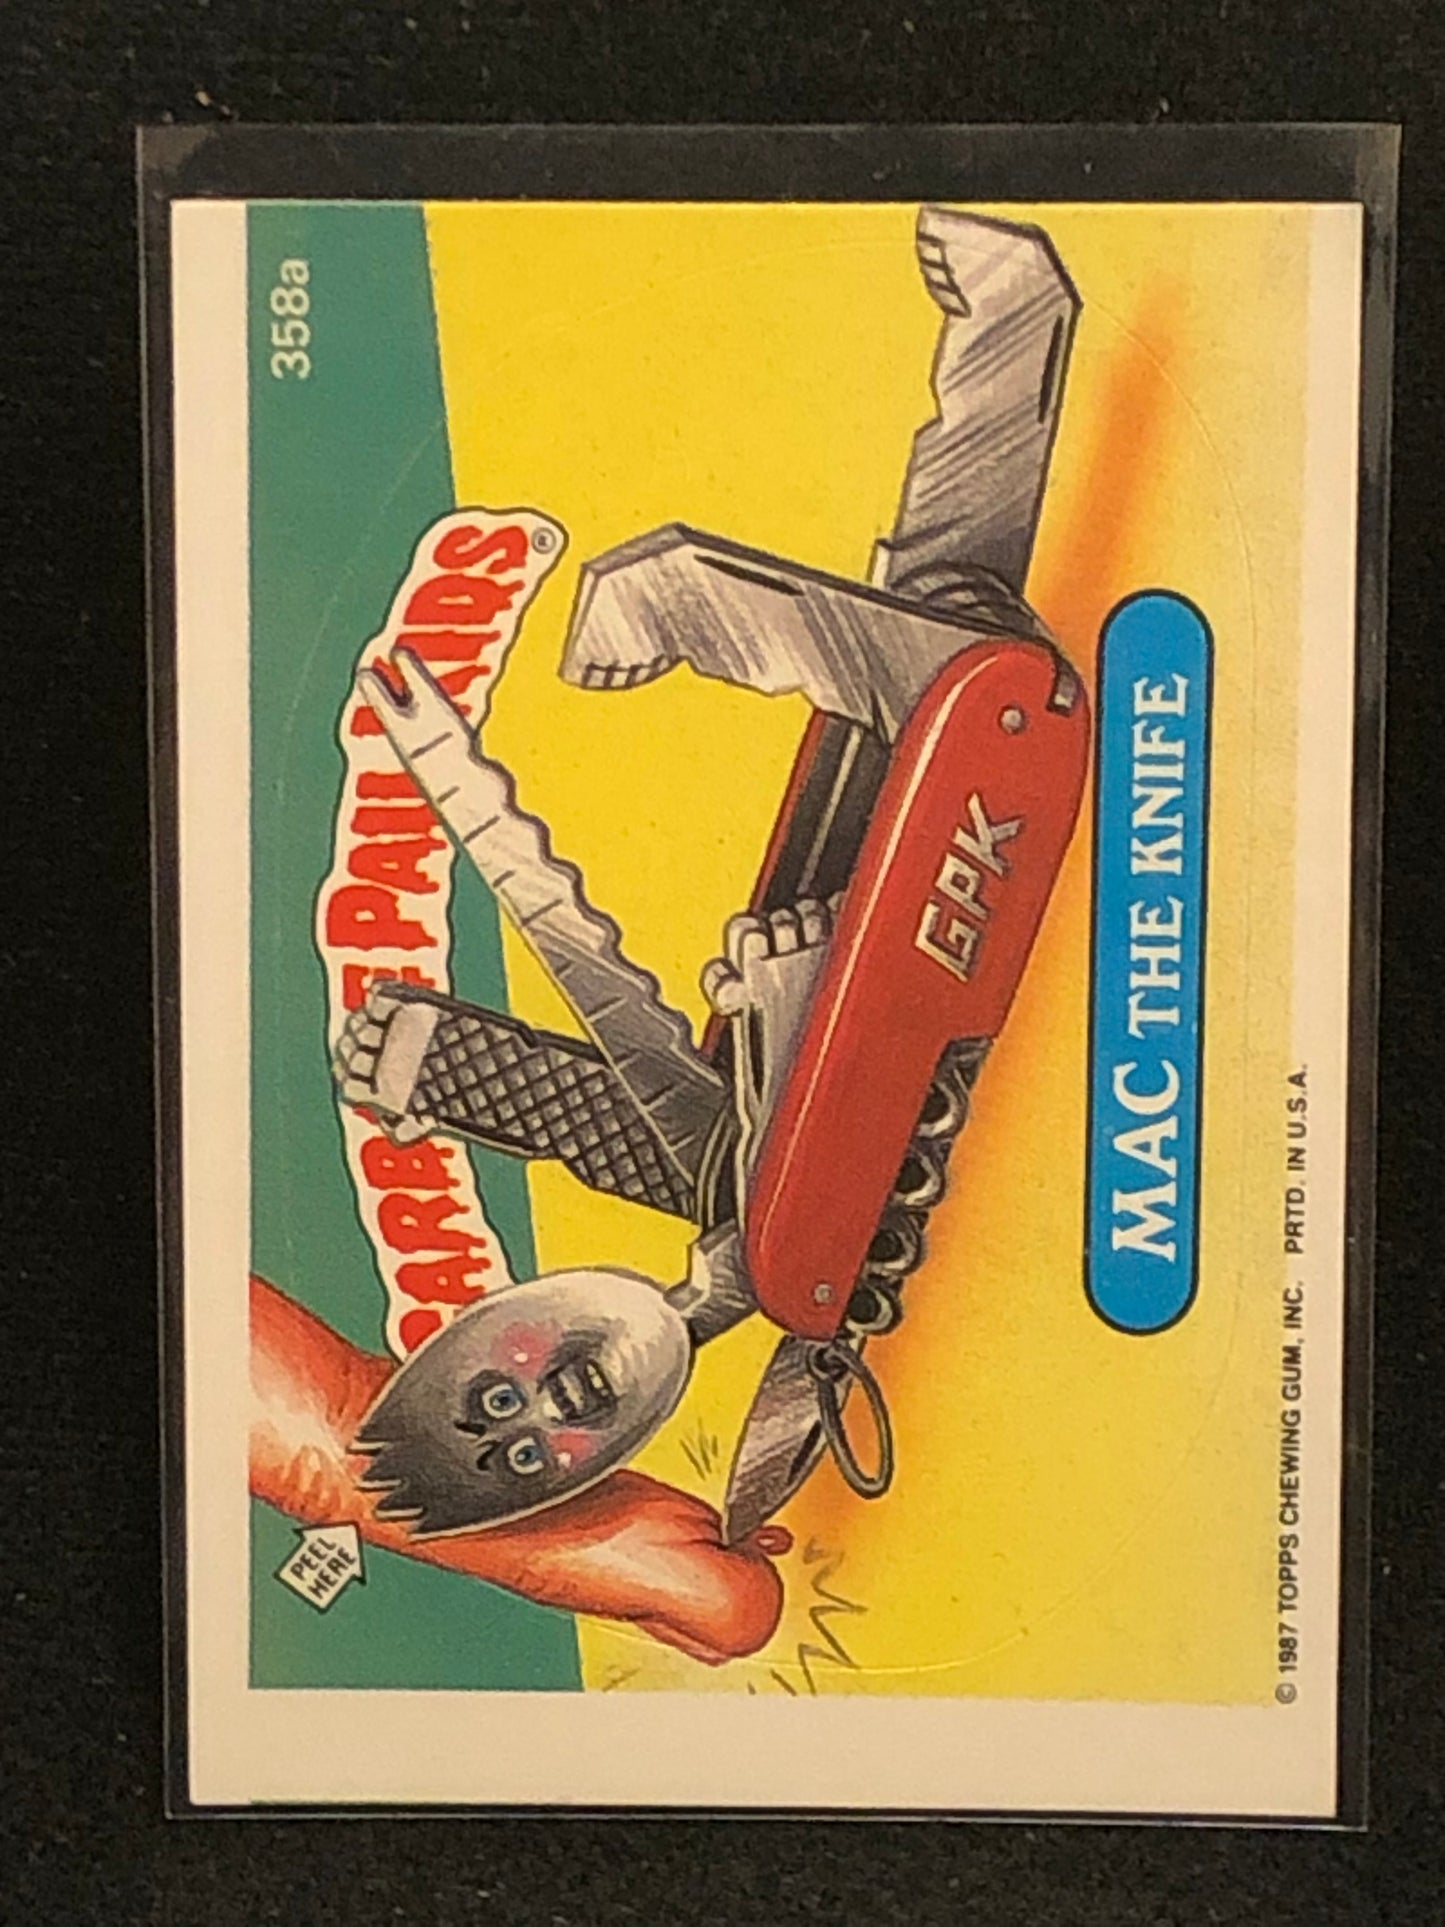 358a
GARBAGE PAIL KIDS ®
PEEL
HERE
GPK
MAC THE KNIFE
© 1987 TOPPS CHEWING GUM, INC. PRTD. IN U.S.A.